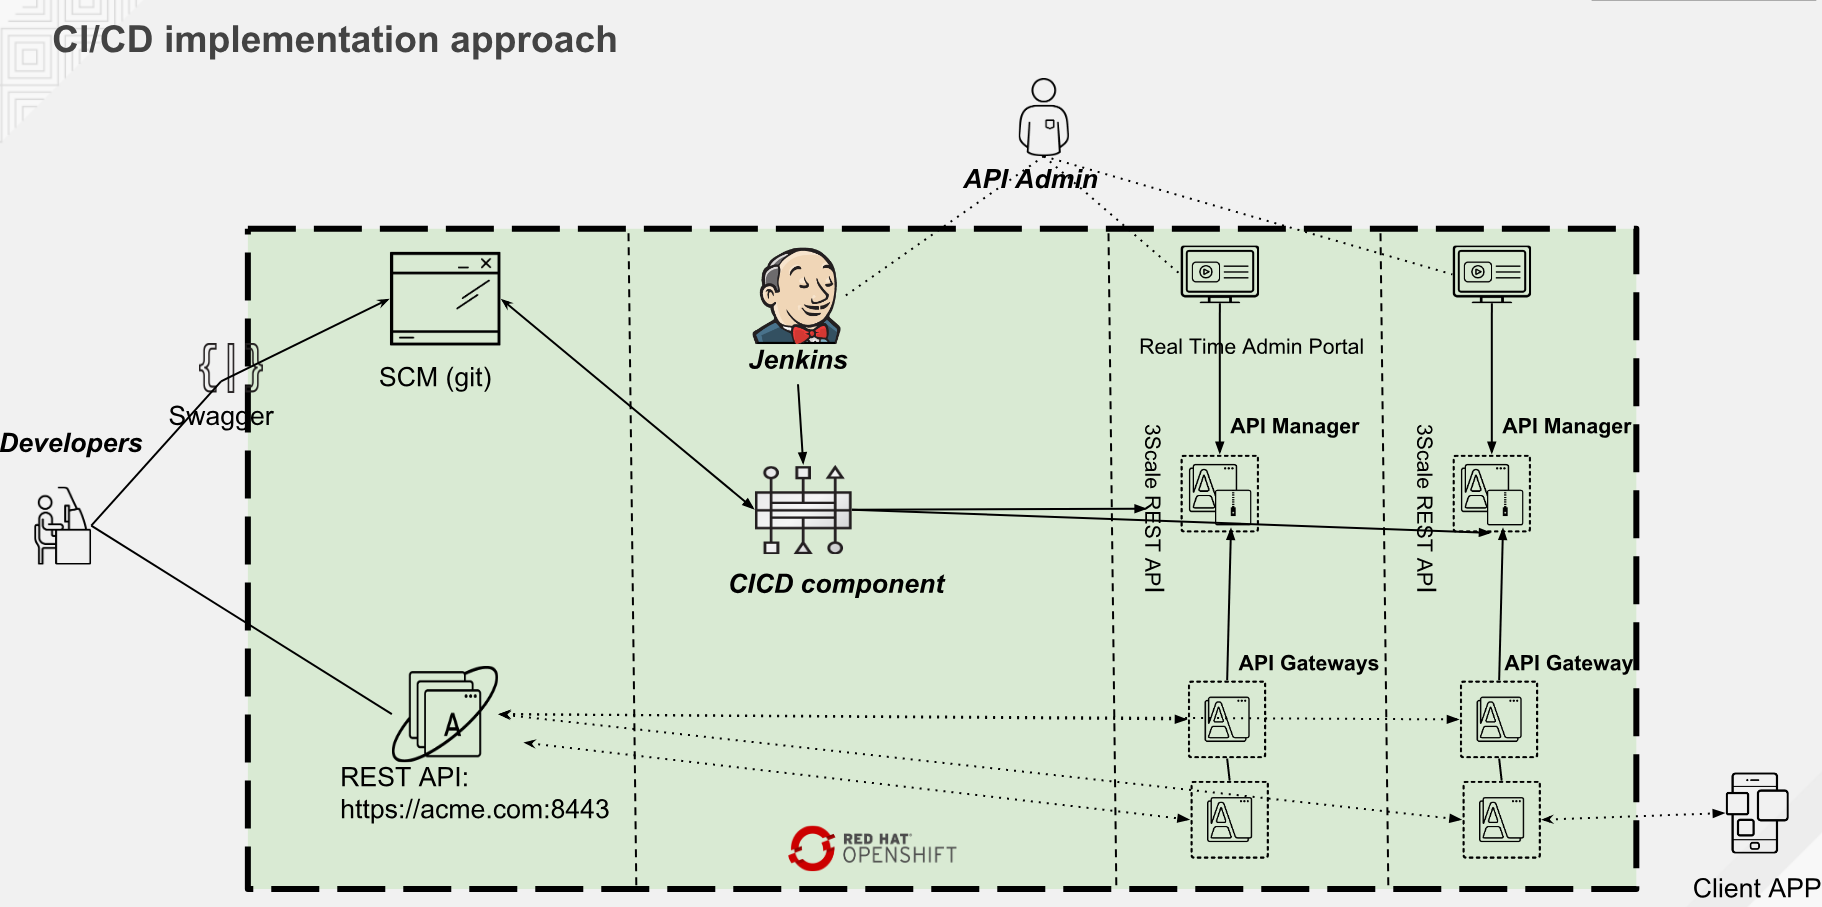 CI/CD implementation approach
API Admin
Jenkins
SCM (git)
Real Time Admin Portal
Swagger
Developers
API Manager
API Manager
3Scale REST API
3Scale REST API
CICD component
API Gateways
API Gateway
A
REST API:
https://acme.com:8443
RED HAT
OPENSHIFT
Client APP